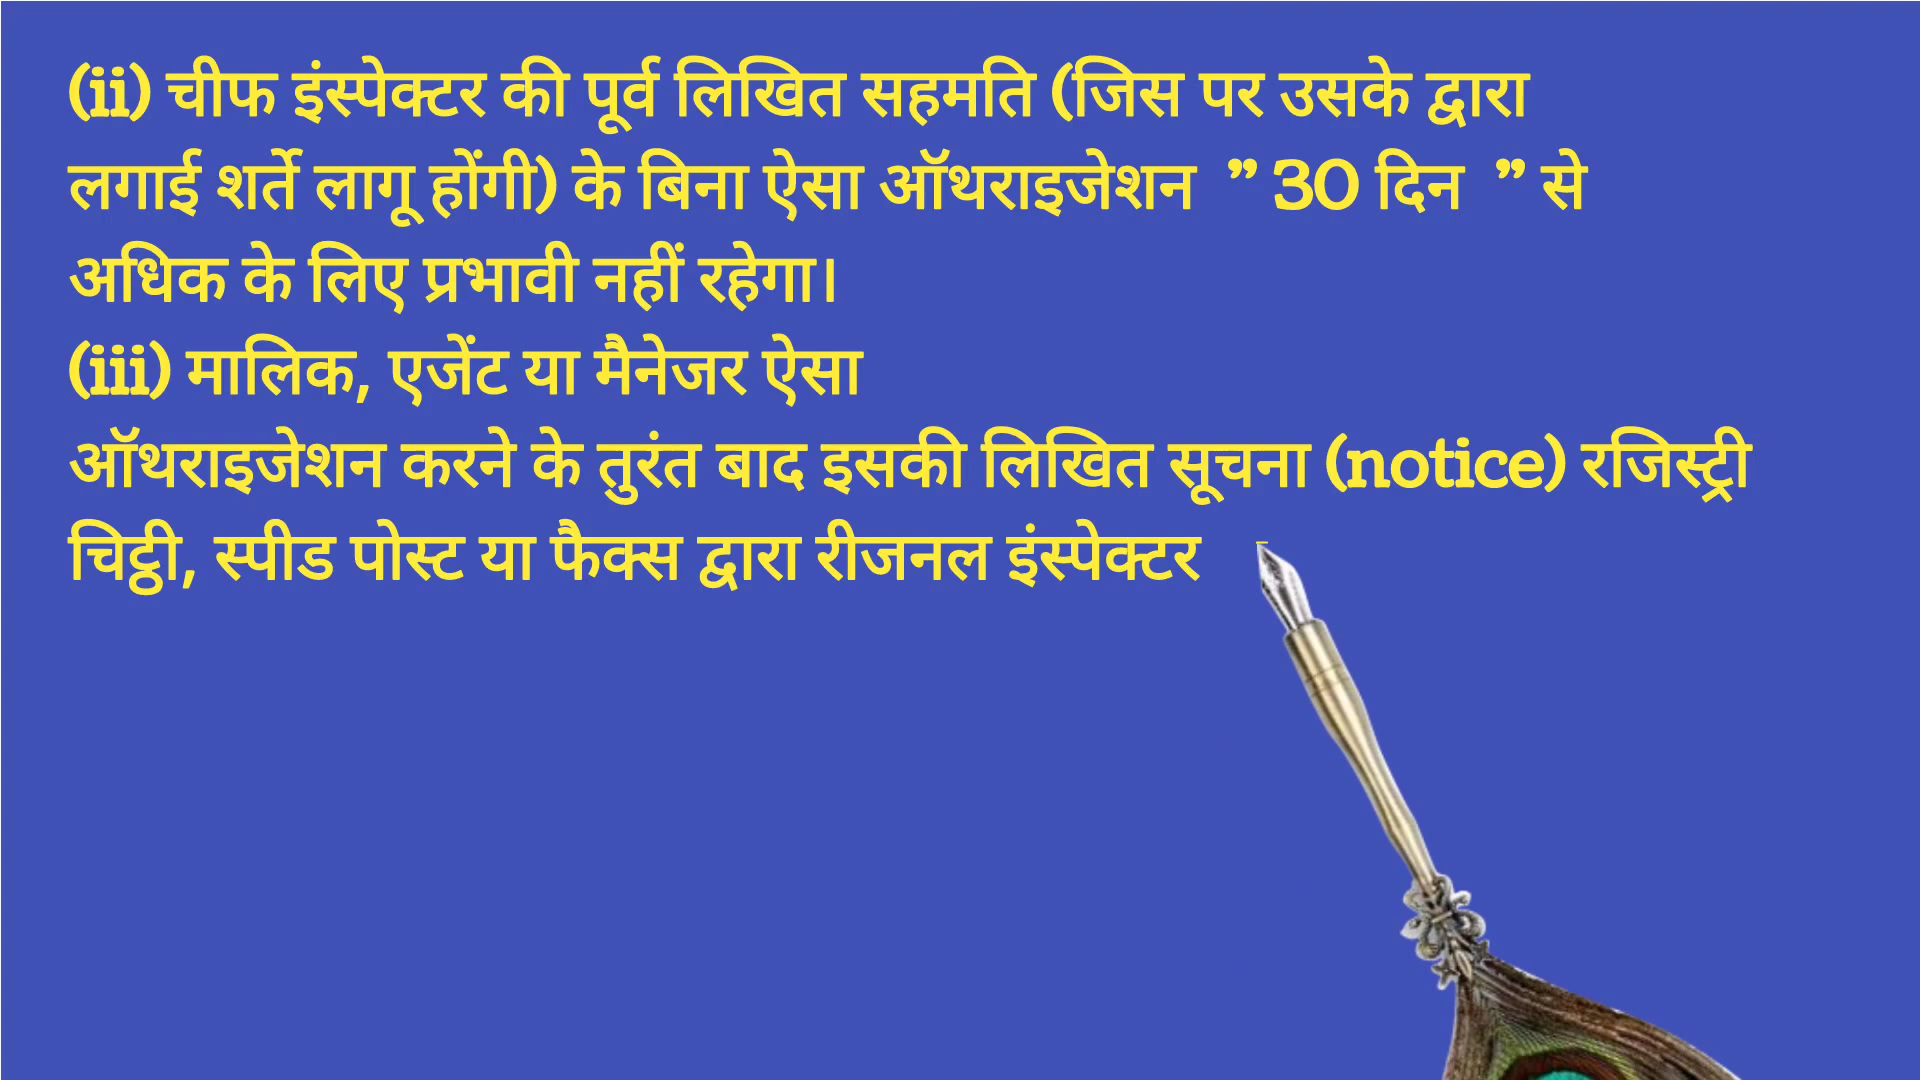 (ii) चीफ इंस्पेक्टर की पूर्व लिखित सहमति (जिस पर उसके द्वारा
लगाई शर्ते लागू होंगी) के बिना ऐसा ऑथराइजेशन ” 30 दिन ” से
अधिक के लिए प्रभावी नहीं रहेगा।
(iii) मालिक, एजेंट या मैनेजर ऐसा
ऑथराइजेशन करने के तुरंत बाद इसकी लिखित सूचना (notice) रजिस्ट्री
चिट्ठी, स्पीड पोस्ट या फैक्स द्वारा रीजनल इंस्पेक्टर